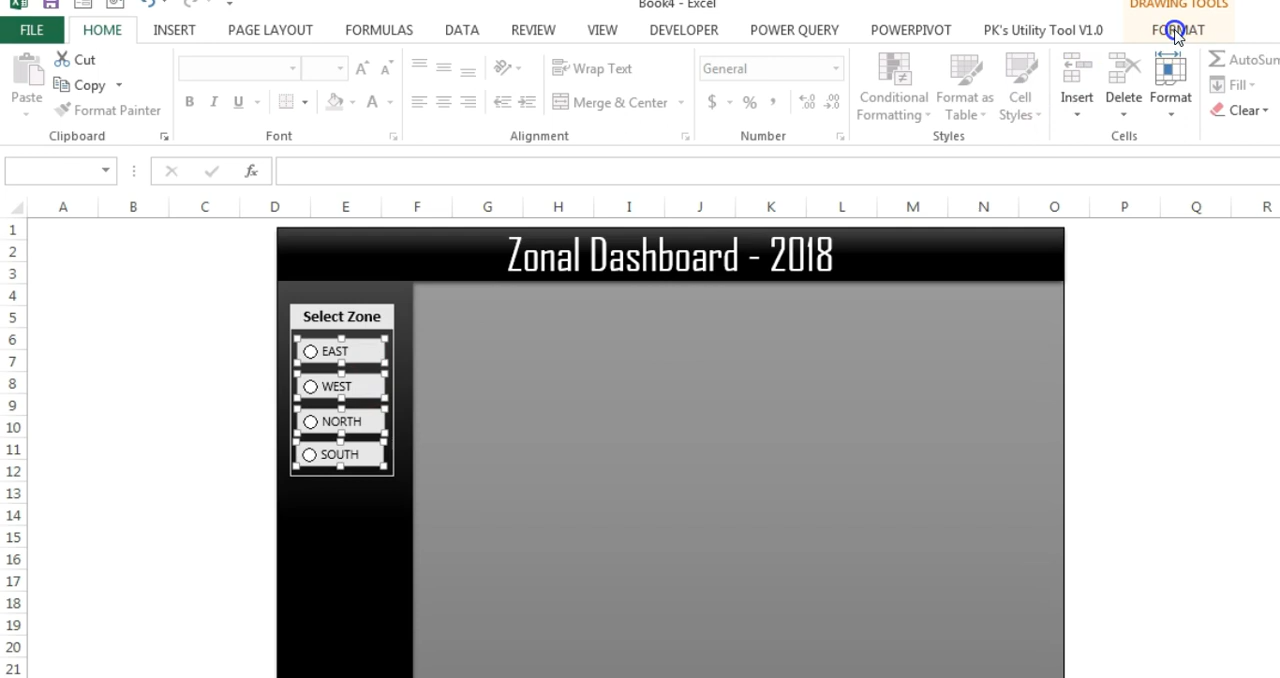 Book4 - Excel
DRAWING TOOLS
FILE HOME INSERT PAGE LAYOUT FORMULAS DATA REVIEW VIEW DEVELOPER POWER QUERY POWERPIVOT PK's Utility Tool V1.0 FORMAT
Paste
Cut
Copy
Format Painter
Clipboard
B I U A
Font
Wrap Text
Merge & Center
Alignment
General
$ % ,
Number
Conditional Formatting
Format as Table
Cell Styles
Styles
Insert
Delete
Format
Cells
AutoSum
Fill
Clear
fx
A B C D E F G H I J K L M N O P Q R
1
2
3
4
5
6
7
8
9
10
11
12
13
14
15
16
17
18
19
20
21
Zonal Dashboard - 2018
Select Zone
EAST
WEST
NORTH
SOUTH